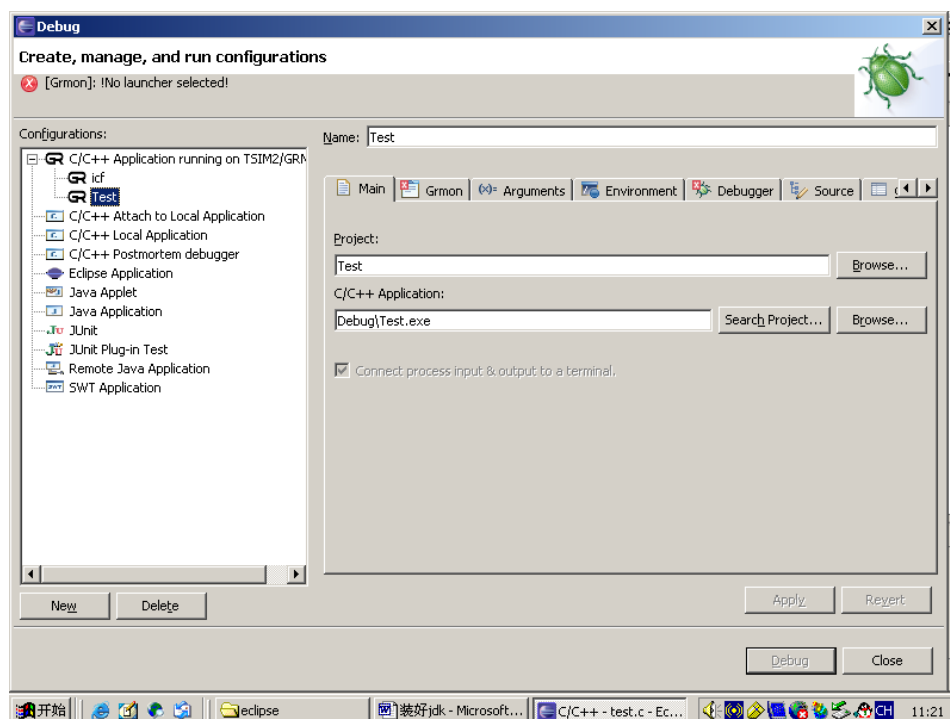 Debug
Create, manage, and run configurations
[Grmon]: !No launcher selected!
Configurations:
C/C++ Application running on TSIM2/GRM
icf
Test
C/C++ Attach to Local Application
C/C++ Local Application
C/C++ Postmortem debugger
Eclipse Application
Java Applet
Java Application
JUnit
JUnit Plug-in Test
Remote Java Application
SWT Application
New
Delete
Name: Test
Main Grmon Arguments Environment Debugger Source
Project:
Test Browse...
C/C++ Application:
Debug\Test.exe Search Project... Browse...
Connect process input & output to a terminal.
Apply Revert
Debug Close
开始 eclipse 装好jdk - Microsoft... C/C++ - test.c - Ec... CH 11:21